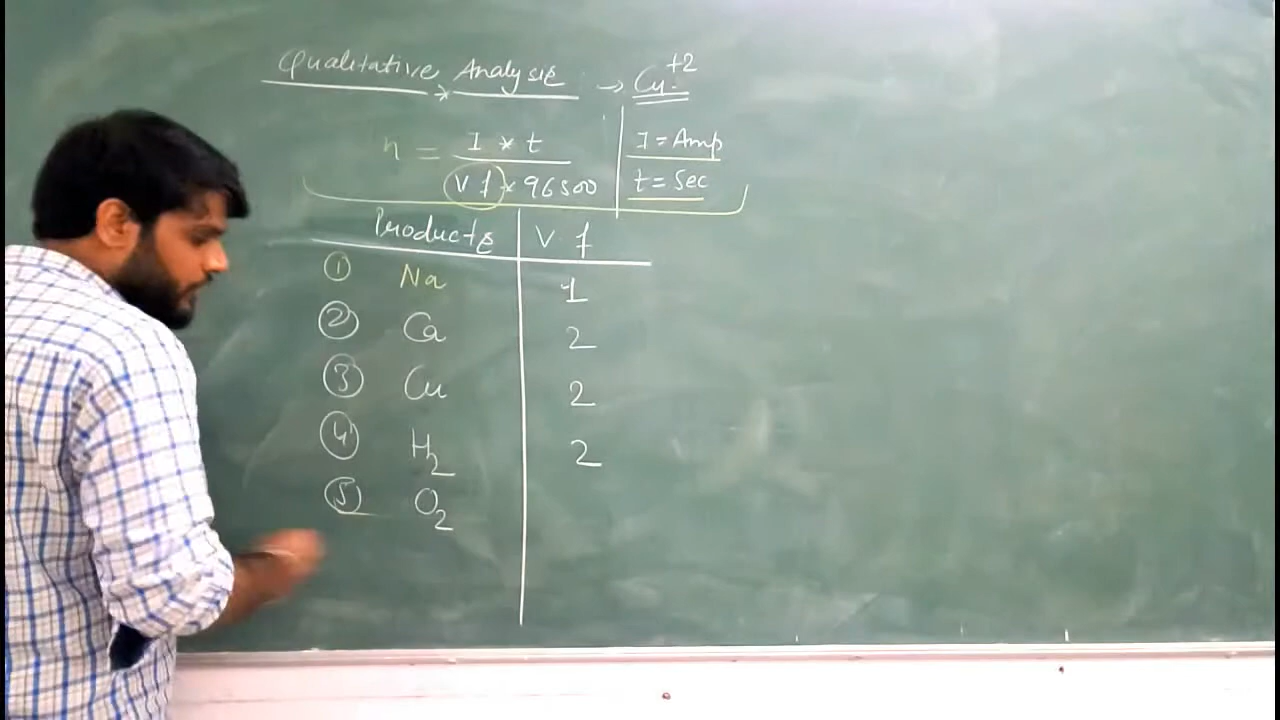 Qualitative Analysis → Cu+2
n = I * t / v f * 96500
I = Amp
t = Sec
Products v f
① Na 1
② Ca 2
③ Cu 2
④ H2 2
⑤ O2